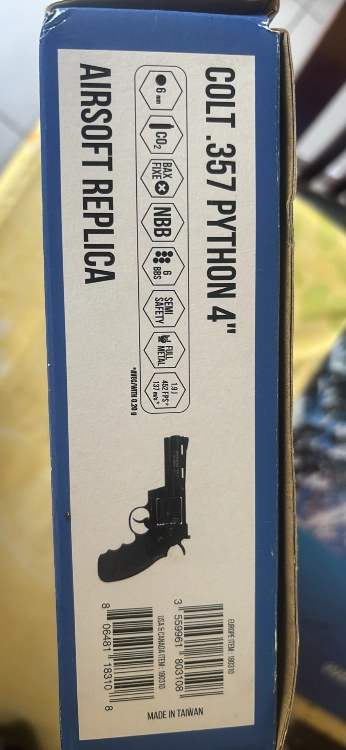 COLT .357 PYTHON 4"
6 mm
CO2
BAX
FIXE
NBB
6
BBS
SEMI
SAFETY
FULL
METAL
1.9 J
452 FPS*
137 m/s*
*AVEC/WITH 0.20 g
AIRSOFT REPLICA
EUROPE ITEM: 180310
3 559961 803108
USA & CANADA ITEM: 180310
8 06481 18310 8
MADE IN TAIWAN